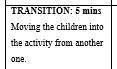 TRANSITION: 5 mins
Moving the children into
the activity from another
one.